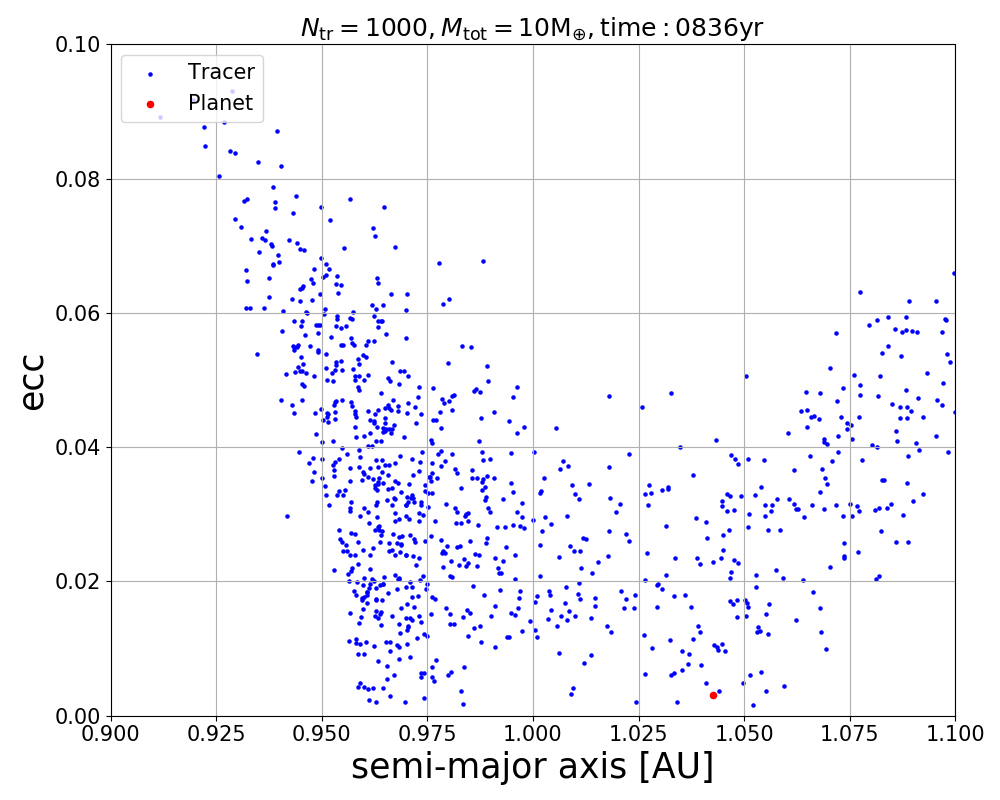 N_tr = 1000, M_tot = 10M_⊕, time : 0836yr
Tracer
Planet
ecc
0.10
0.08
0.06
0.04
0.02
0.00
0.900 0.925 0.950 0.975 1.000 1.025 1.050 1.075 1.100
semi-major axis [AU]